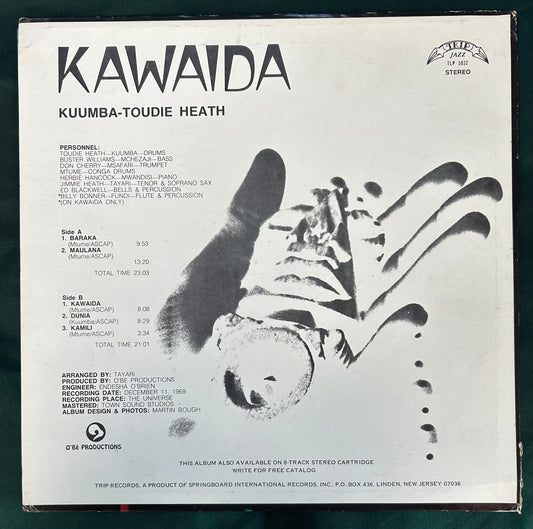 KAWAIDA
KUUMBA-TOUDIE HEATH
TRIP
JAZZ
TLP 5032
STEREO
PERSONNEL:
TOUDIE HEATH—KUUMBA—DRUMS
BUSTER WILLIAMS—MCHEZAJI—BASS
DON CHERRY—MSAFARI—TRUMPET
MTUME—CONGA DRUMS
HERBIE HANCOCK—MWANDISI—PIANO
JIMMIE HEATH—TAYARI—TENOR & SOPRANO SAX
ED BLACKWELL—BELLS & PERCUSSION
*BILLY BONNER—FUNDI—FLUTE & PERCUSSION
*(ON KAWAIDA ONLY)
Side A
1. BARAKA
(Mtume/ASCAP) 9:53
2. MAULANA
(Mtume/ASCAP) 13:20
TOTAL TIME 23:03
Side B
1. KAWAIDA
(Mtume/ASCAP) 8:08
2. DUNIA
(Kuumba/ASCAP) 8:29
3. KAMILI
(Mtume/ASCAP) 3:34
TOTAL TIME 21:01
ARRANGED BY: TAYARI
PRODUCED BY: O'BE PRODUCTIONS
ENGINEER: ENDESHA O'BRIEN
RECORDING DATE: DECEMBER 11, 1969
RECORDING PLACE: THE UNIVERSE
MASTERED: TOWN SOUND STUDIOS
ALBUM DESIGN & PHOTOS: MARTIN BOUGH
O'Bē PRODUCTIONS
THIS ALBUM ALSO AVAILABLE ON 8-TRACK STEREO CARTRIDGE
WRITE FOR FREE CATALOG
TRIP RECORDS, A PRODUCT OF SPRINGBOARD INTERNATIONAL RECORDS, INC., P.O. BOX 436, LINDEN, NEW JERSEY 07036